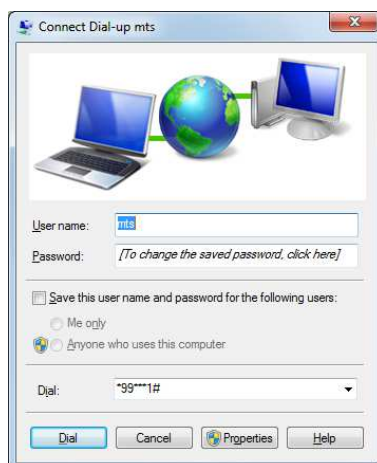 Connect Dial-up mts
User name: mts
Password: [To change the saved password, click here]
Save this user name and password for the following users:
Me only
Anyone who uses this computer
Dial: *99***1#
Dial Cancel Properties Help